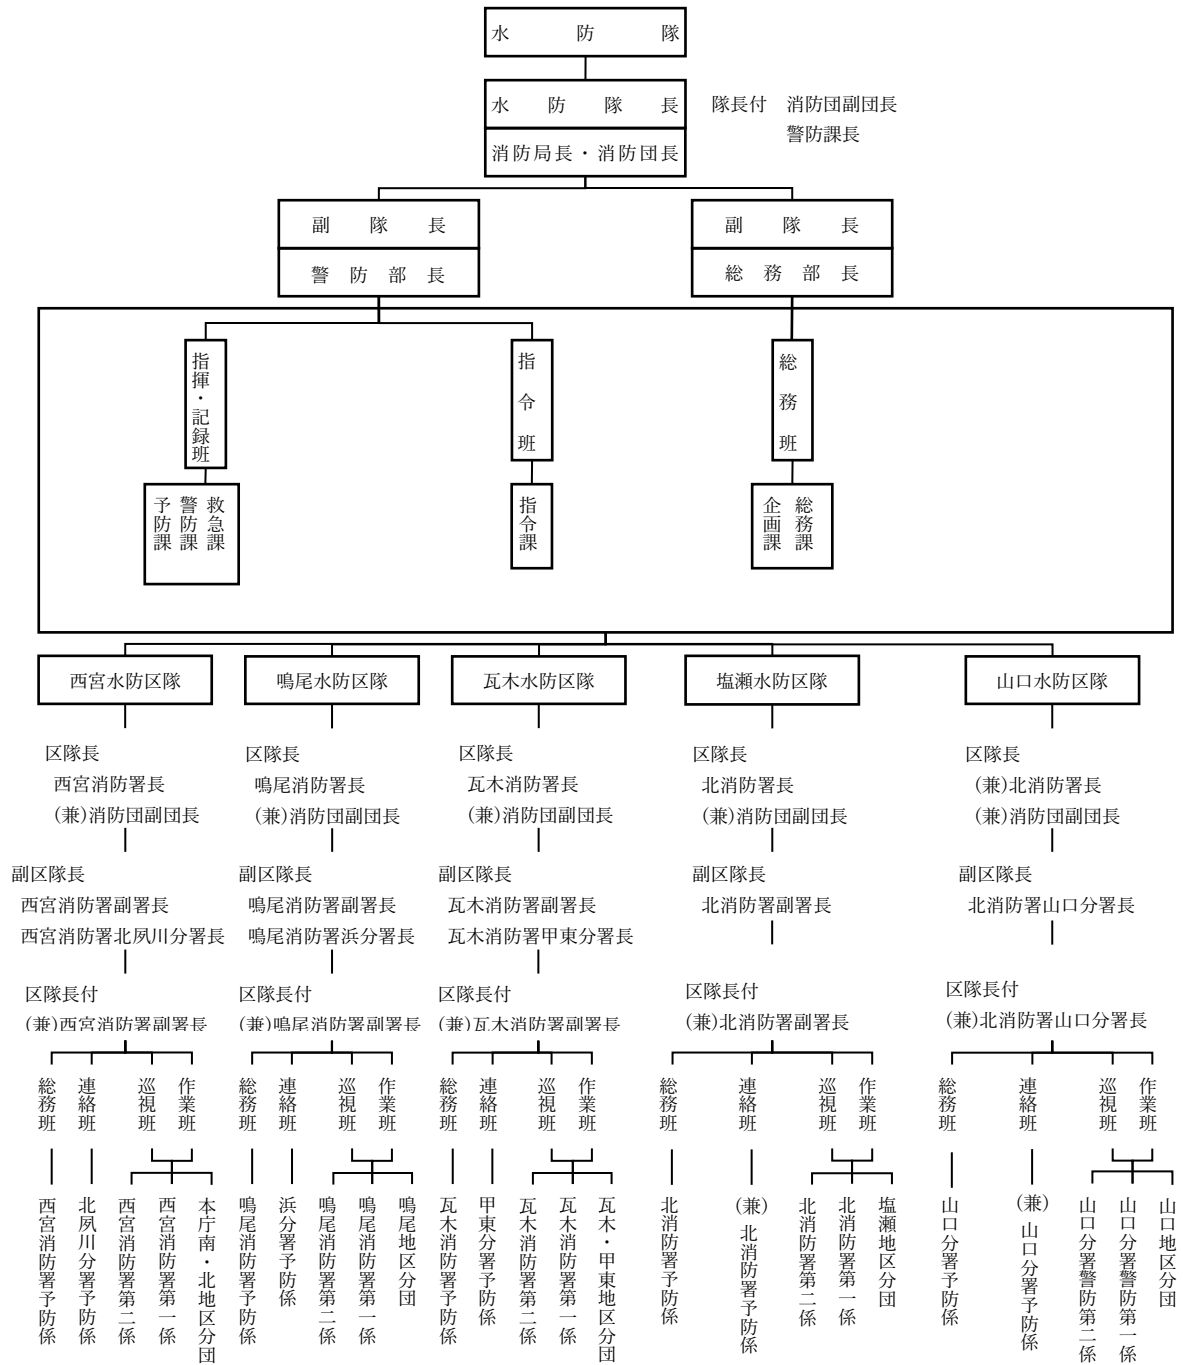 水防隊
水防隊長
消防局長・消防団長
隊長付　消防団副団長
警防課長
副隊長
警防部長
副隊長
総務部長
指揮・記録班
指令班
総務班
救急課
警防課
予防課
指令課
総務課
企画課
西宮水防区隊
鳴尾水防区隊
瓦木水防区隊
塩瀬水防区隊
山口水防区隊
区隊長
西宮消防署長
(兼)消防団副団長
副区隊長
西宮消防署副署長
西宮消防署北夙川分署長
区隊長付
(兼)西宮消防署副署長
総務班
連絡班
巡視班
作業班
西宮消防署予防係
北夙川分署予防係
西宮消防署第二係
西宮消防署第一係
本庁南・北地区分団
区隊長
鳴尾消防署長
(兼)消防団副団長
副区隊長
鳴尾消防署副署長
鳴尾消防署浜分署長
区隊長付
(兼)鳴尾消防署副署長
総務班
連絡班
巡視班
作業班
鳴尾消防署予防係
浜分署予防係
鳴尾消防署第二係
鳴尾消防署第一係
鳴尾地区分団
区隊長
瓦木消防署長
(兼)消防団副団長
副区隊長
瓦木消防署副署長
瓦木消防署甲東分署長
区隊長付
(兼)瓦木消防署副署長
総務班
連絡班
巡視班
作業班
瓦木消防署予防係
甲東分署予防係
瓦木消防署第二係
瓦木消防署第一係
瓦木・甲東地区分団
区隊長
北消防署長
(兼)消防団副団長
副区隊長
北消防署副署長
区隊長付
(兼)北消防署副署長
総務班
連絡班
巡視班
作業班
北消防署予防係
(兼)北消防署予防係
北消防署第二係
北消防署第一係
塩瀬地区分団
区隊長
(兼)北消防署長
(兼)消防団副団長
副区隊長
北消防署山口分署長
区隊長付
(兼)北消防署山口分署長
総務班
連絡班
巡視班
作業班
山口分署予防係
(兼)山口分署予防係
山口分署警防第二係
山口分署警防第一係
山口地区分団